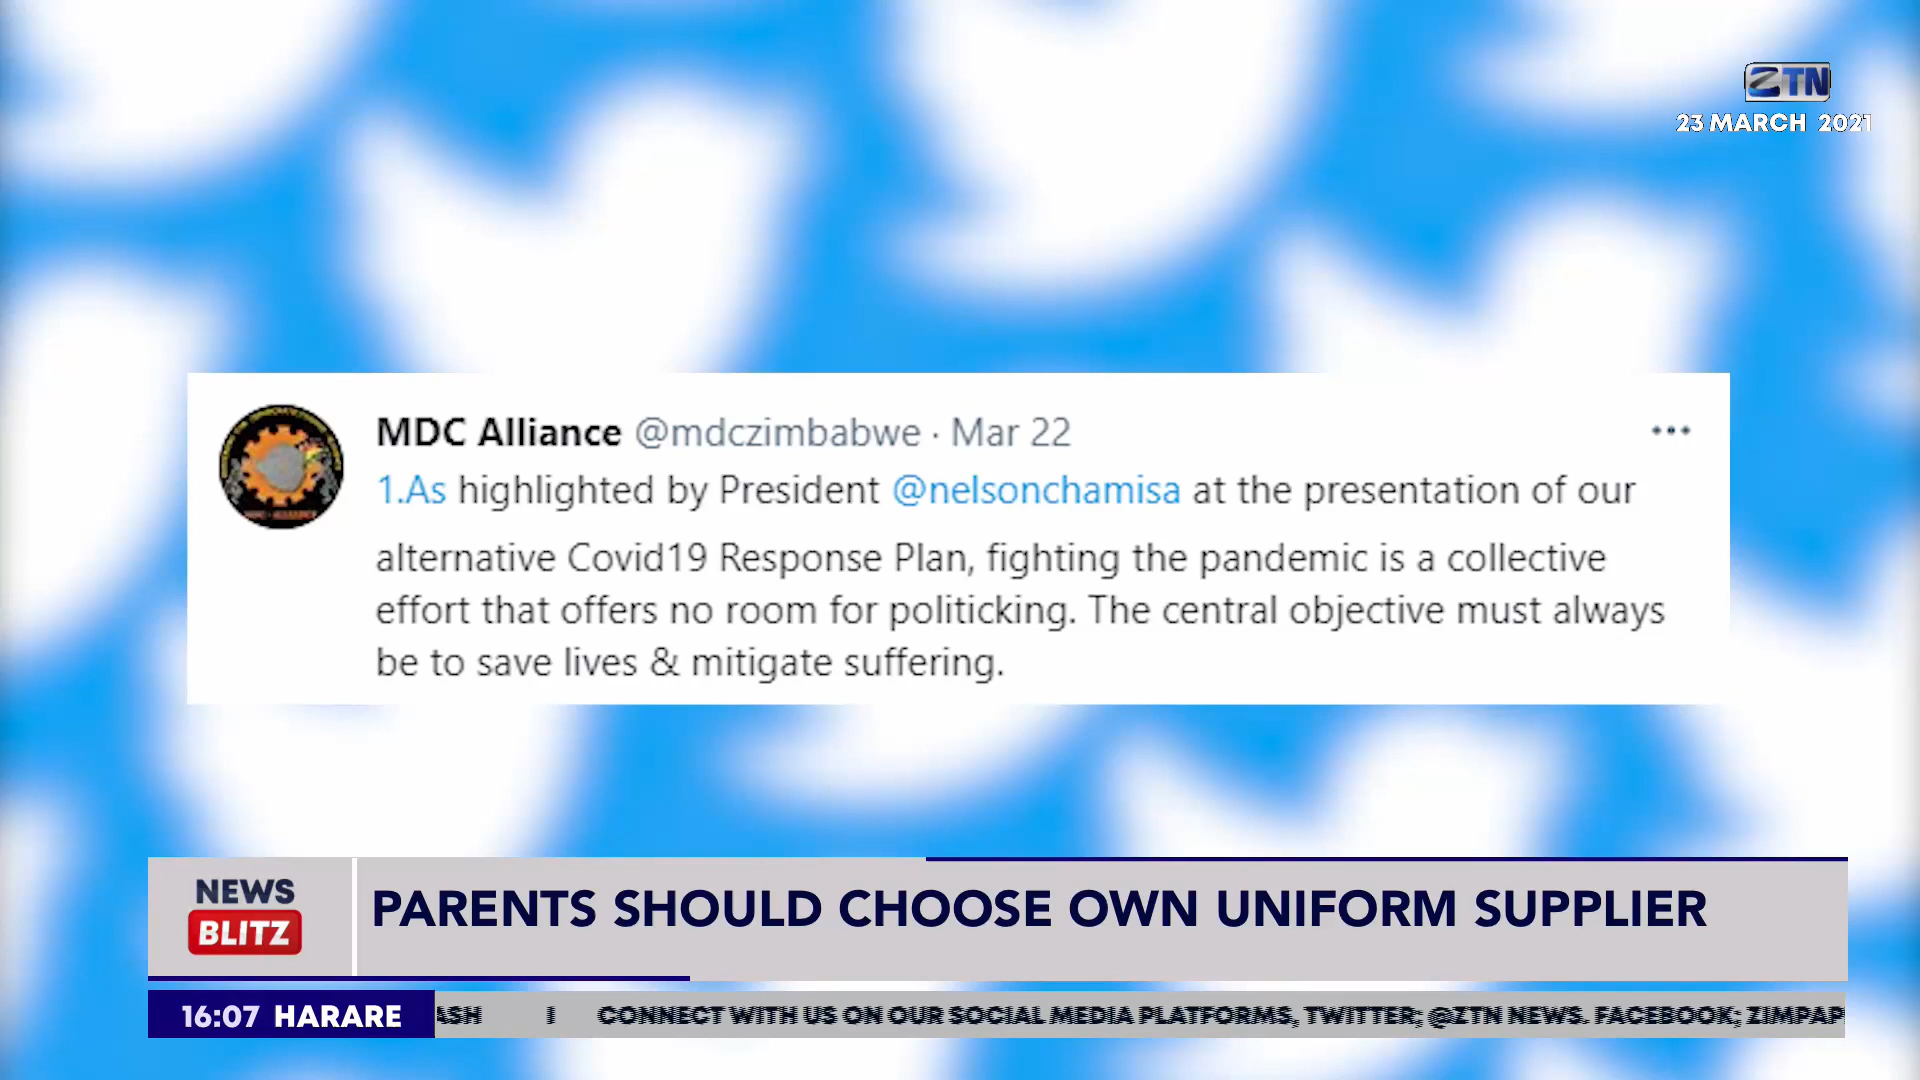 ZTN
23 MARCH 2021
MDC Alliance @mdczimbabwe · Mar 22
1.As highlighted by President @nelsonchamisa at the presentation of our
alternative Covid19 Response Plan, fighting the pandemic is a collective
effort that offers no room for politicking. The central objective must always
be to save lives & mitigate suffering.
NEWS
BLITZ
PARENTS SHOULD CHOOSE OWN UNIFORM SUPPLIER
16:07 HARARE
ASH I CONNECT WITH US ON OUR SOCIAL MEDIA PLATFORMS, TWITTER; @ZTN NEWS. FACEBOOK; ZIMPAP